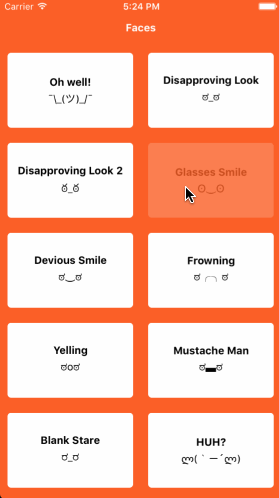 Carrier 5:24 PM
Faces
Oh well!
¯\_(ツ)_/¯
Disapproving Look
ಠ_ಠ
Disapproving Look 2
ಠ_ಠ
Glasses Smile
ʘ‿ʘ
Devious Smile
ಠ‿ಠ
Frowning
ಠ╭╮ಠ
Yelling
ಠoಠ
Mustache Man
ಠ▃ಠ
Blank Stare
ರ_ರ
HUH?
ლ(｀ー´ლ)